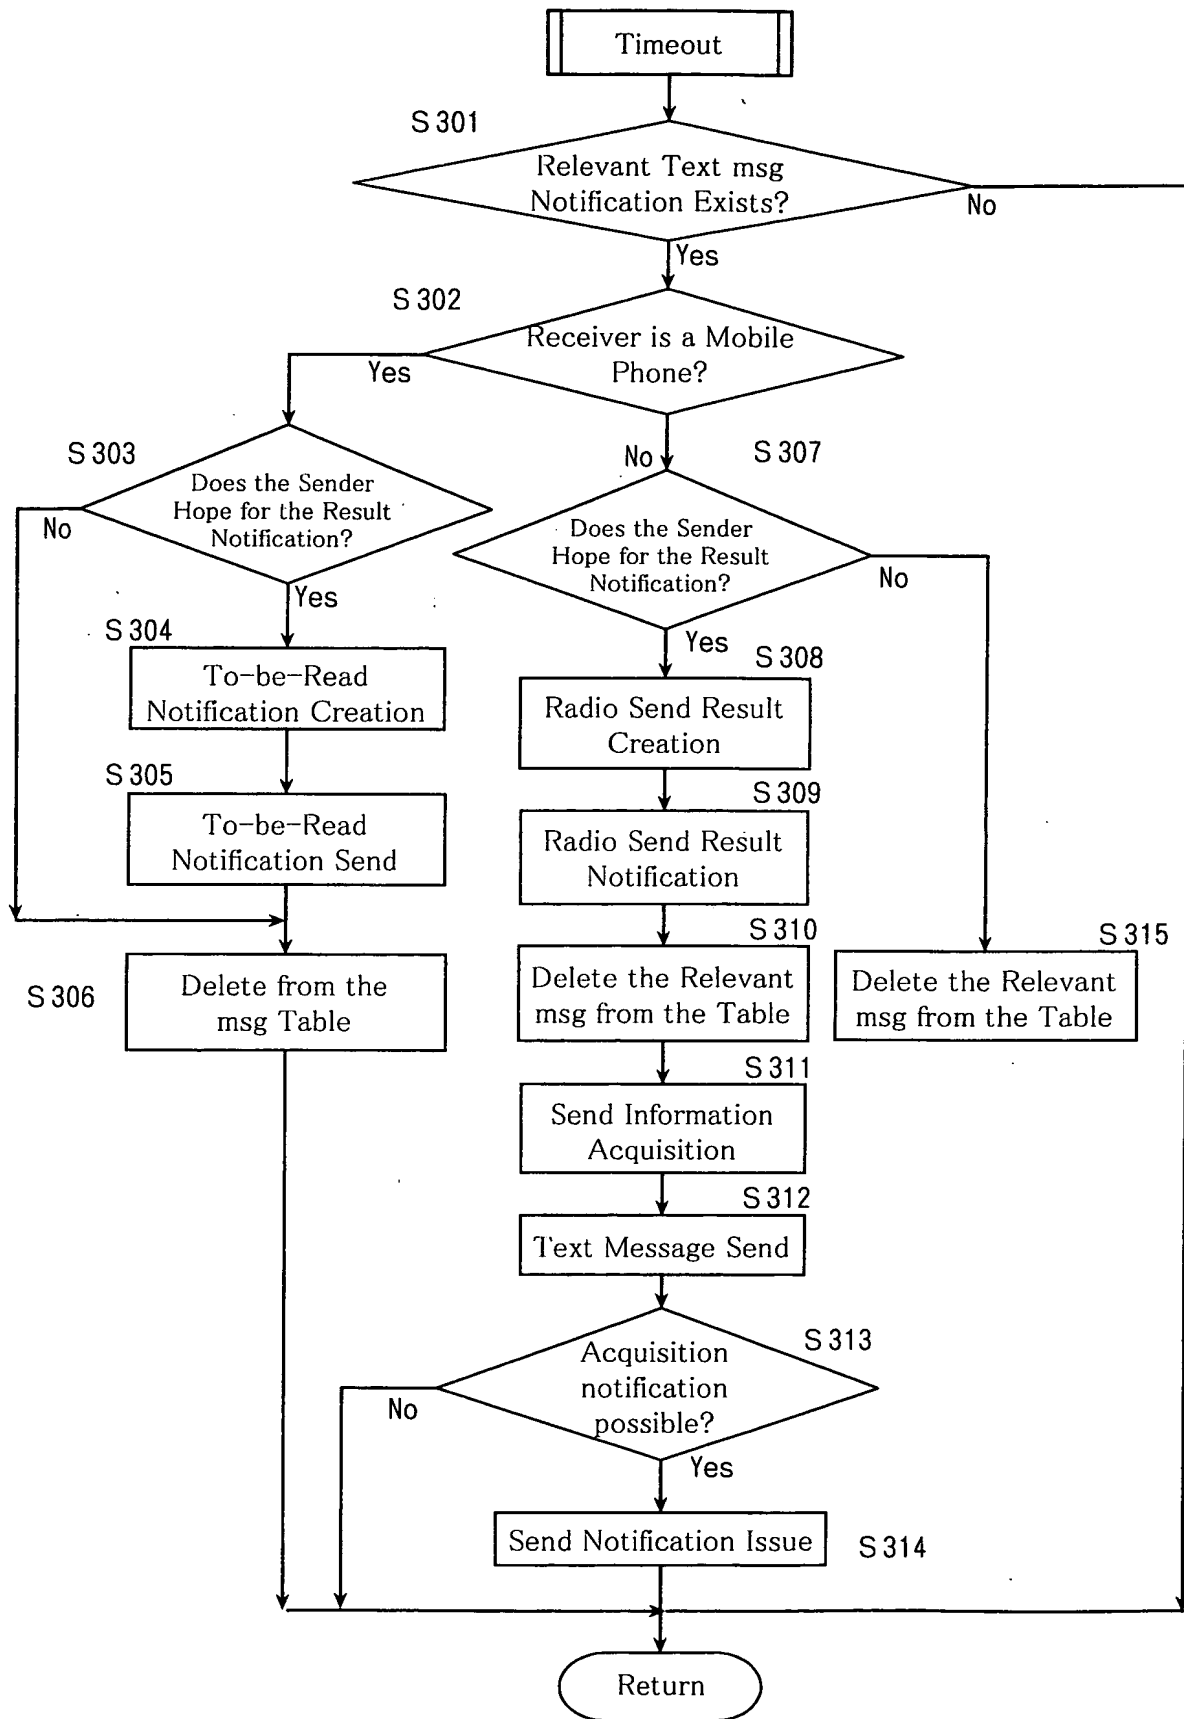 Timeout
S301
Relevant Text msg
Notification Exists?
No
Yes
S302
Receiver is a Mobile
Phone?
Yes
No
S303
Does the Sender
Hope for the Result
Notification?
No
Yes
S307
Does the Sender
Hope for the Result
Notification?
No
Yes
S304
To-be-Read
Notification Creation
S308
Radio Send Result
Creation
S305
To-be-Read
Notification Send
S309
Radio Send Result
Notification
S306
Delete from the
msg Table
S310
Delete the Relevant
msg from the Table
S315
Delete the Relevant
msg from the Table
S311
Send Information
Acquisition
S312
Text Message Send
S313
Acquisition
notification
possible?
No
Yes
Send Notification Issue
S314
Return